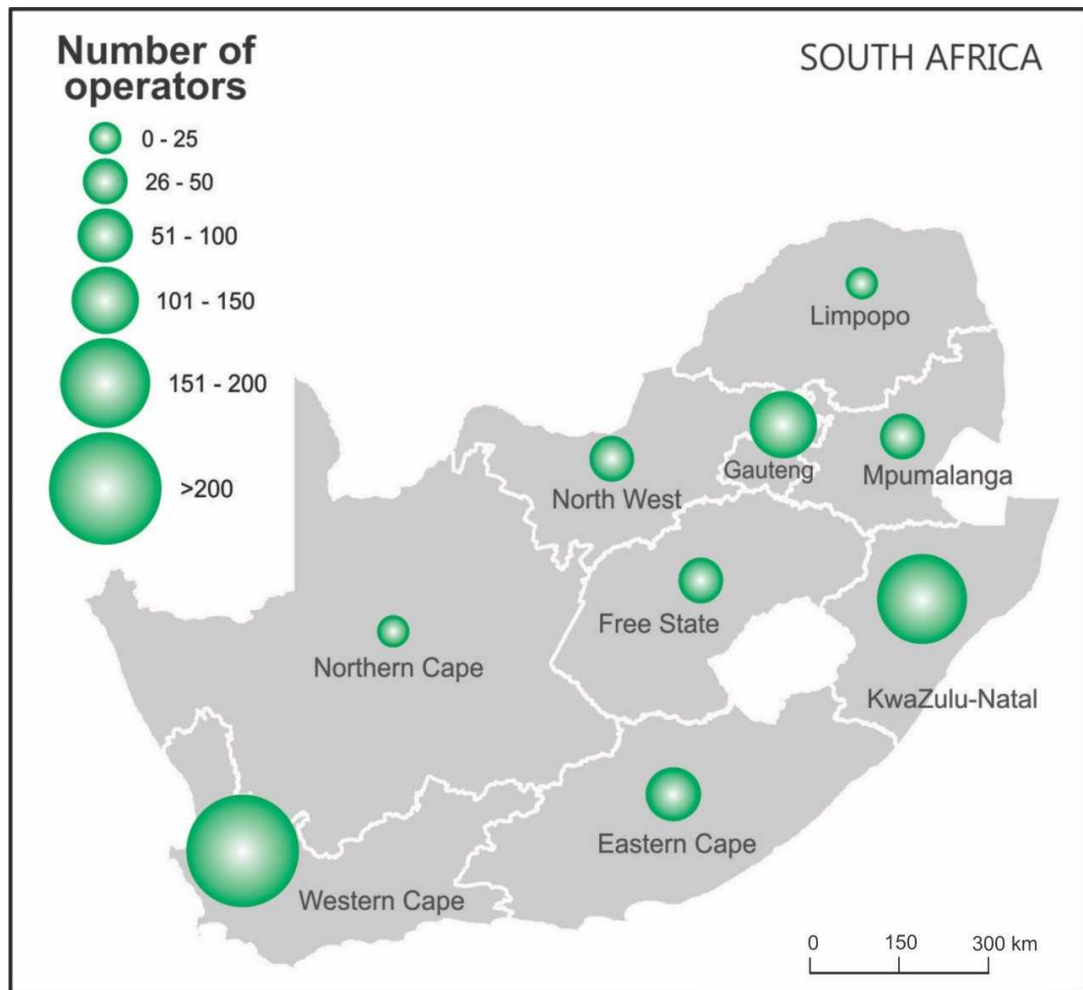 Number of
operators
0 - 25
26 - 50
51 - 100
101 - 150
151 - 200
>200
SOUTH AFRICA
Limpopo
Gauteng
Mpumalanga
North West
Free State
Northern Cape
KwaZulu-Natal
Eastern Cape
Western Cape
0 150 300 km